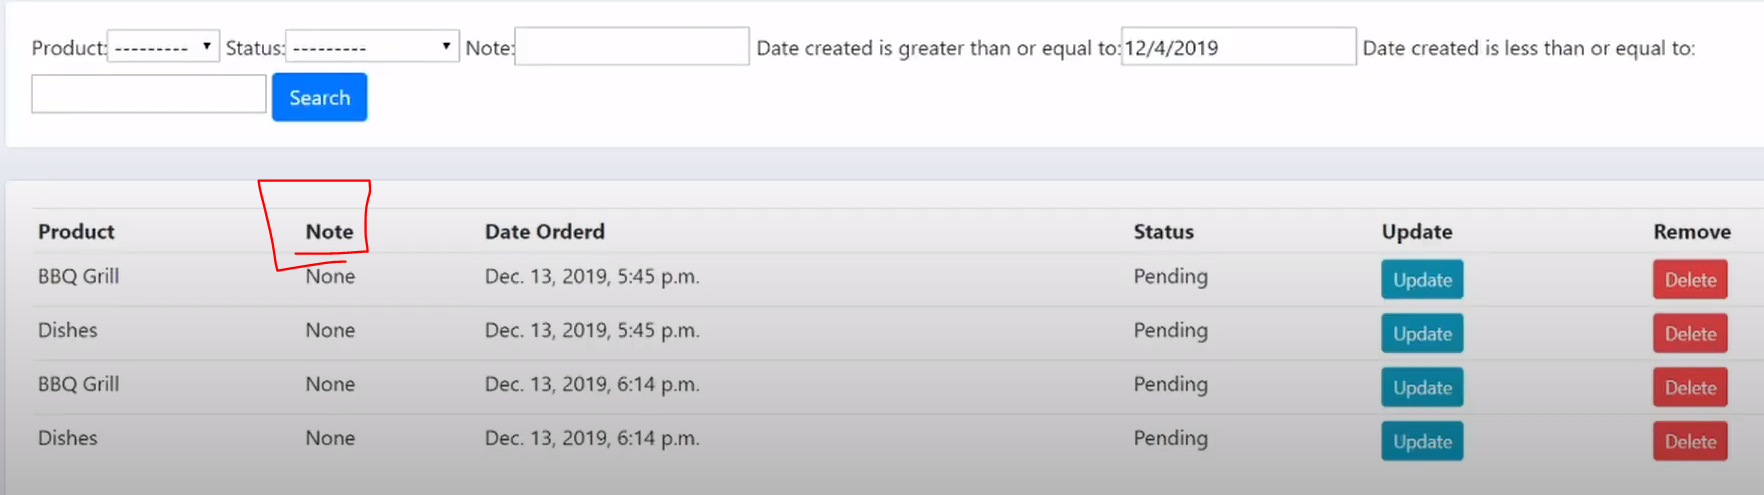 Product: --------- Status: --------- Note: Date created is greater than or equal to: 12/4/2019 Date created is less than or equal to:
Search
Product Note Date Orderd Status Update Remove
BBQ Grill None Dec. 13, 2019, 5:45 p.m. Pending Update Delete
Dishes None Dec. 13, 2019, 5:45 p.m. Pending Update Delete
BBQ Grill None Dec. 13, 2019, 6:14 p.m. Pending Update Delete
Dishes None Dec. 13, 2019, 6:14 p.m. Pending Update Delete